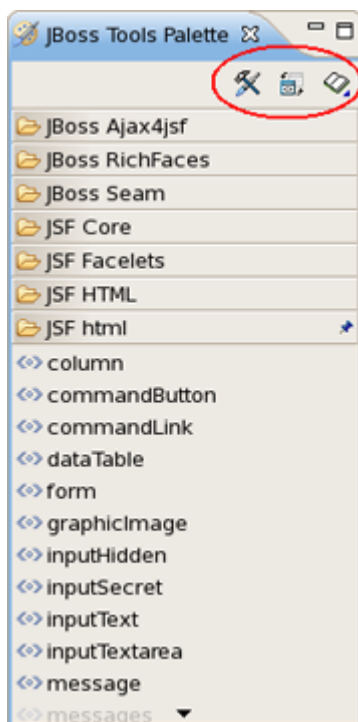 JBoss Tools Palette
JBoss Ajax4jsf
JBoss RichFaces
JBoss Seam
JSF Core
JSF Facelets
JSF HTML
JSF html
column
commandButton
commandLink
dataTable
form
graphicImage
inputHidden
inputSecret
inputText
inputTextarea
message
messages